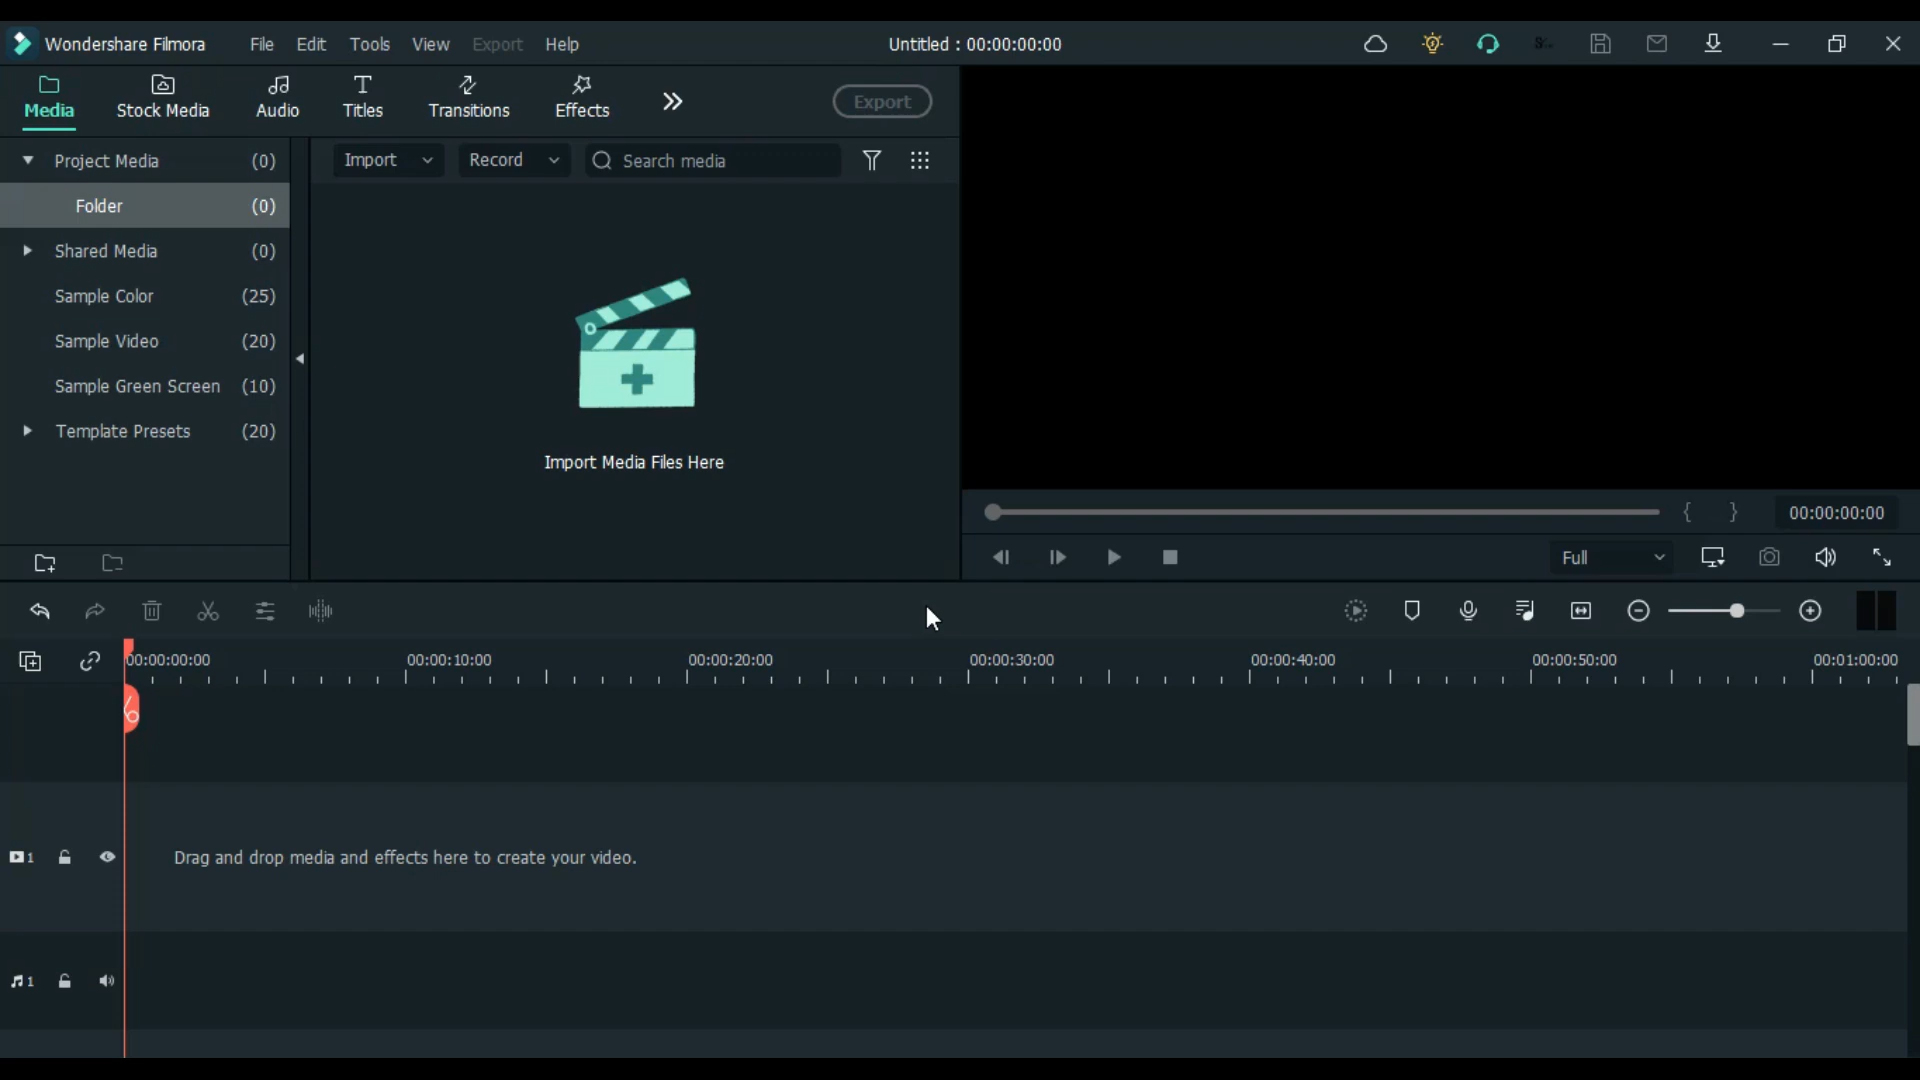 Wondershare Filmora File Edit Tools View Export Help Untitled : 00:00:00:00
Media Stock Media Audio Titles Transitions Effects Export
Project Media (0)
Import Record Search media
Folder (0)
Shared Media (0)
Sample Color (25)
Sample Video (20)
Sample Green Screen (10)
Template Presets (20)
Import Media Files Here
{ } 00:00:00:00
Full
00:00:00:00 00:00:10:00 00:00:20:00 00:00:30:00 00:00:40:00 00:00:50:00 00:01:00:00
1 Drag and drop media and effects here to create your video.
1